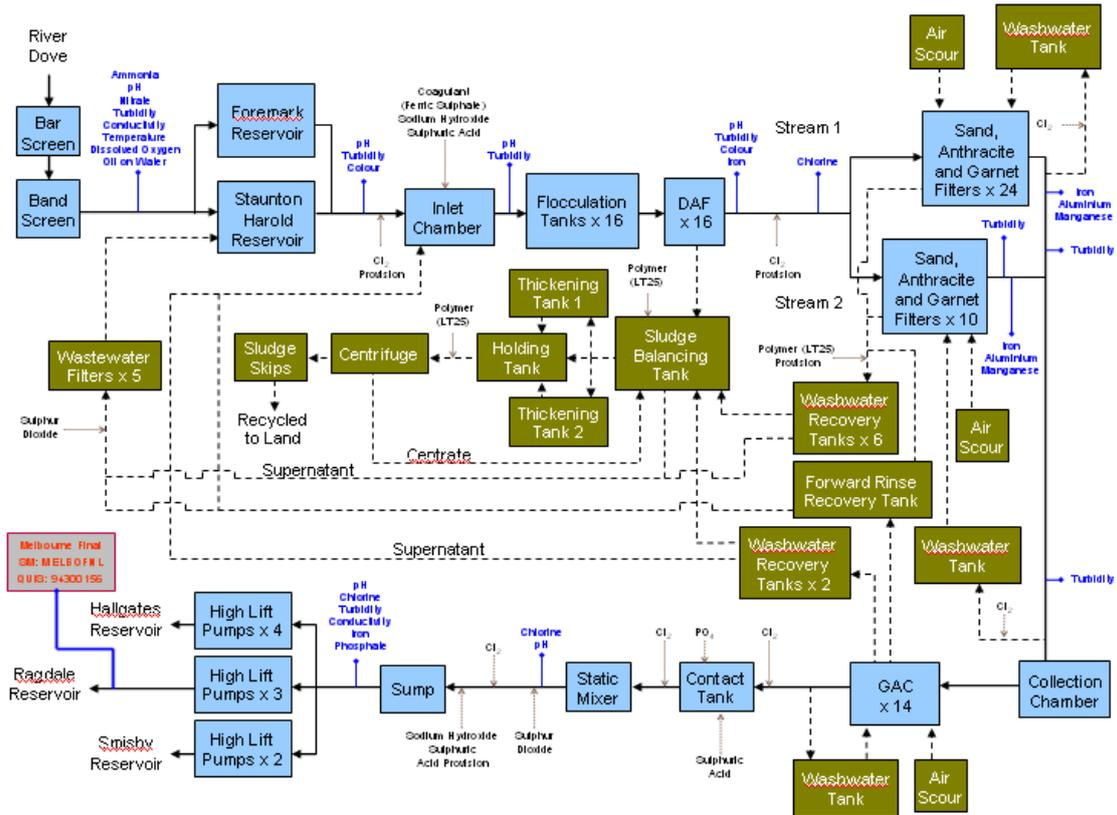 River
Dove
Bar
Screen
Band
Screen
Ammonia
pH
Nitrate
Turbidity
Conductivity
Temperature
Dissolved Oxygen
Oil on Water
Foremark
Reservoir
Staunton
Harold
Reservoir
pH
Turbidity
Colour
Cl2
Provision
Coagulant
(Ferric Sulphate)
Sodium Hydroxide
Sulphuric Acid
Inlet
Chamber
pH
Turbidity
Flocculation
Tanks x 16
DAF
x 16
pH
Turbidity
Colour
Iron
Stream 1
Chlorine
Cl2
Provision
Stream 2
Air
Scour
Washwater
Tank
Cl2
Sand,
Anthracite
and Garnet
Filters x 24
Iron
Aluminium
Manganese
Turbidity
Turbidity
Sand,
Anthracite
and Garnet
Filters x 10
Iron
Aluminium
Manganese
Polymer
(LT25)
Thickening
Tank 1
Polymer
(LT25)
Sludge
Balancing
Tank
Holding
Tank
Centrifuge
Sludge
Skips
Wastewater
Filters x 5
Thickening
Tank 2
Recycled
to Land
Sulphur
Dioxide
Centrate
Supernatant
Polymer (LT25)
Provision
Washwater
Recovery
Tanks x 6
Air
Scour
Forward Rinse
Recovery Tank
Supernatant
Washwater
Recovery
Tanks x 2
Washwater
Tank
Cl2
Turbidity
Melbourne Final
SM: MELBOFNL
QUIS: 94300156
Hallgates
Reservoir
High Lift
Pumps x 4
Ragdale
Reservoir
High Lift
Pumps x 3
Smisby
Reservoir
High Lift
Pumps x 2
pH
Chlorine
Turbidity
Conductivity
Iron
Phosphate
Sump
Cl2
Sodium Hydroxide
Sulphuric
Acid Provision
Chlorine
pH
Sulphur
Dioxide
Static
Mixer
Cl2
PO4
Cl2
Contact
Tank
Sulphuric
Acid
GAC
x 14
Collection
Chamber
Washwater
Tank
Air
Scour